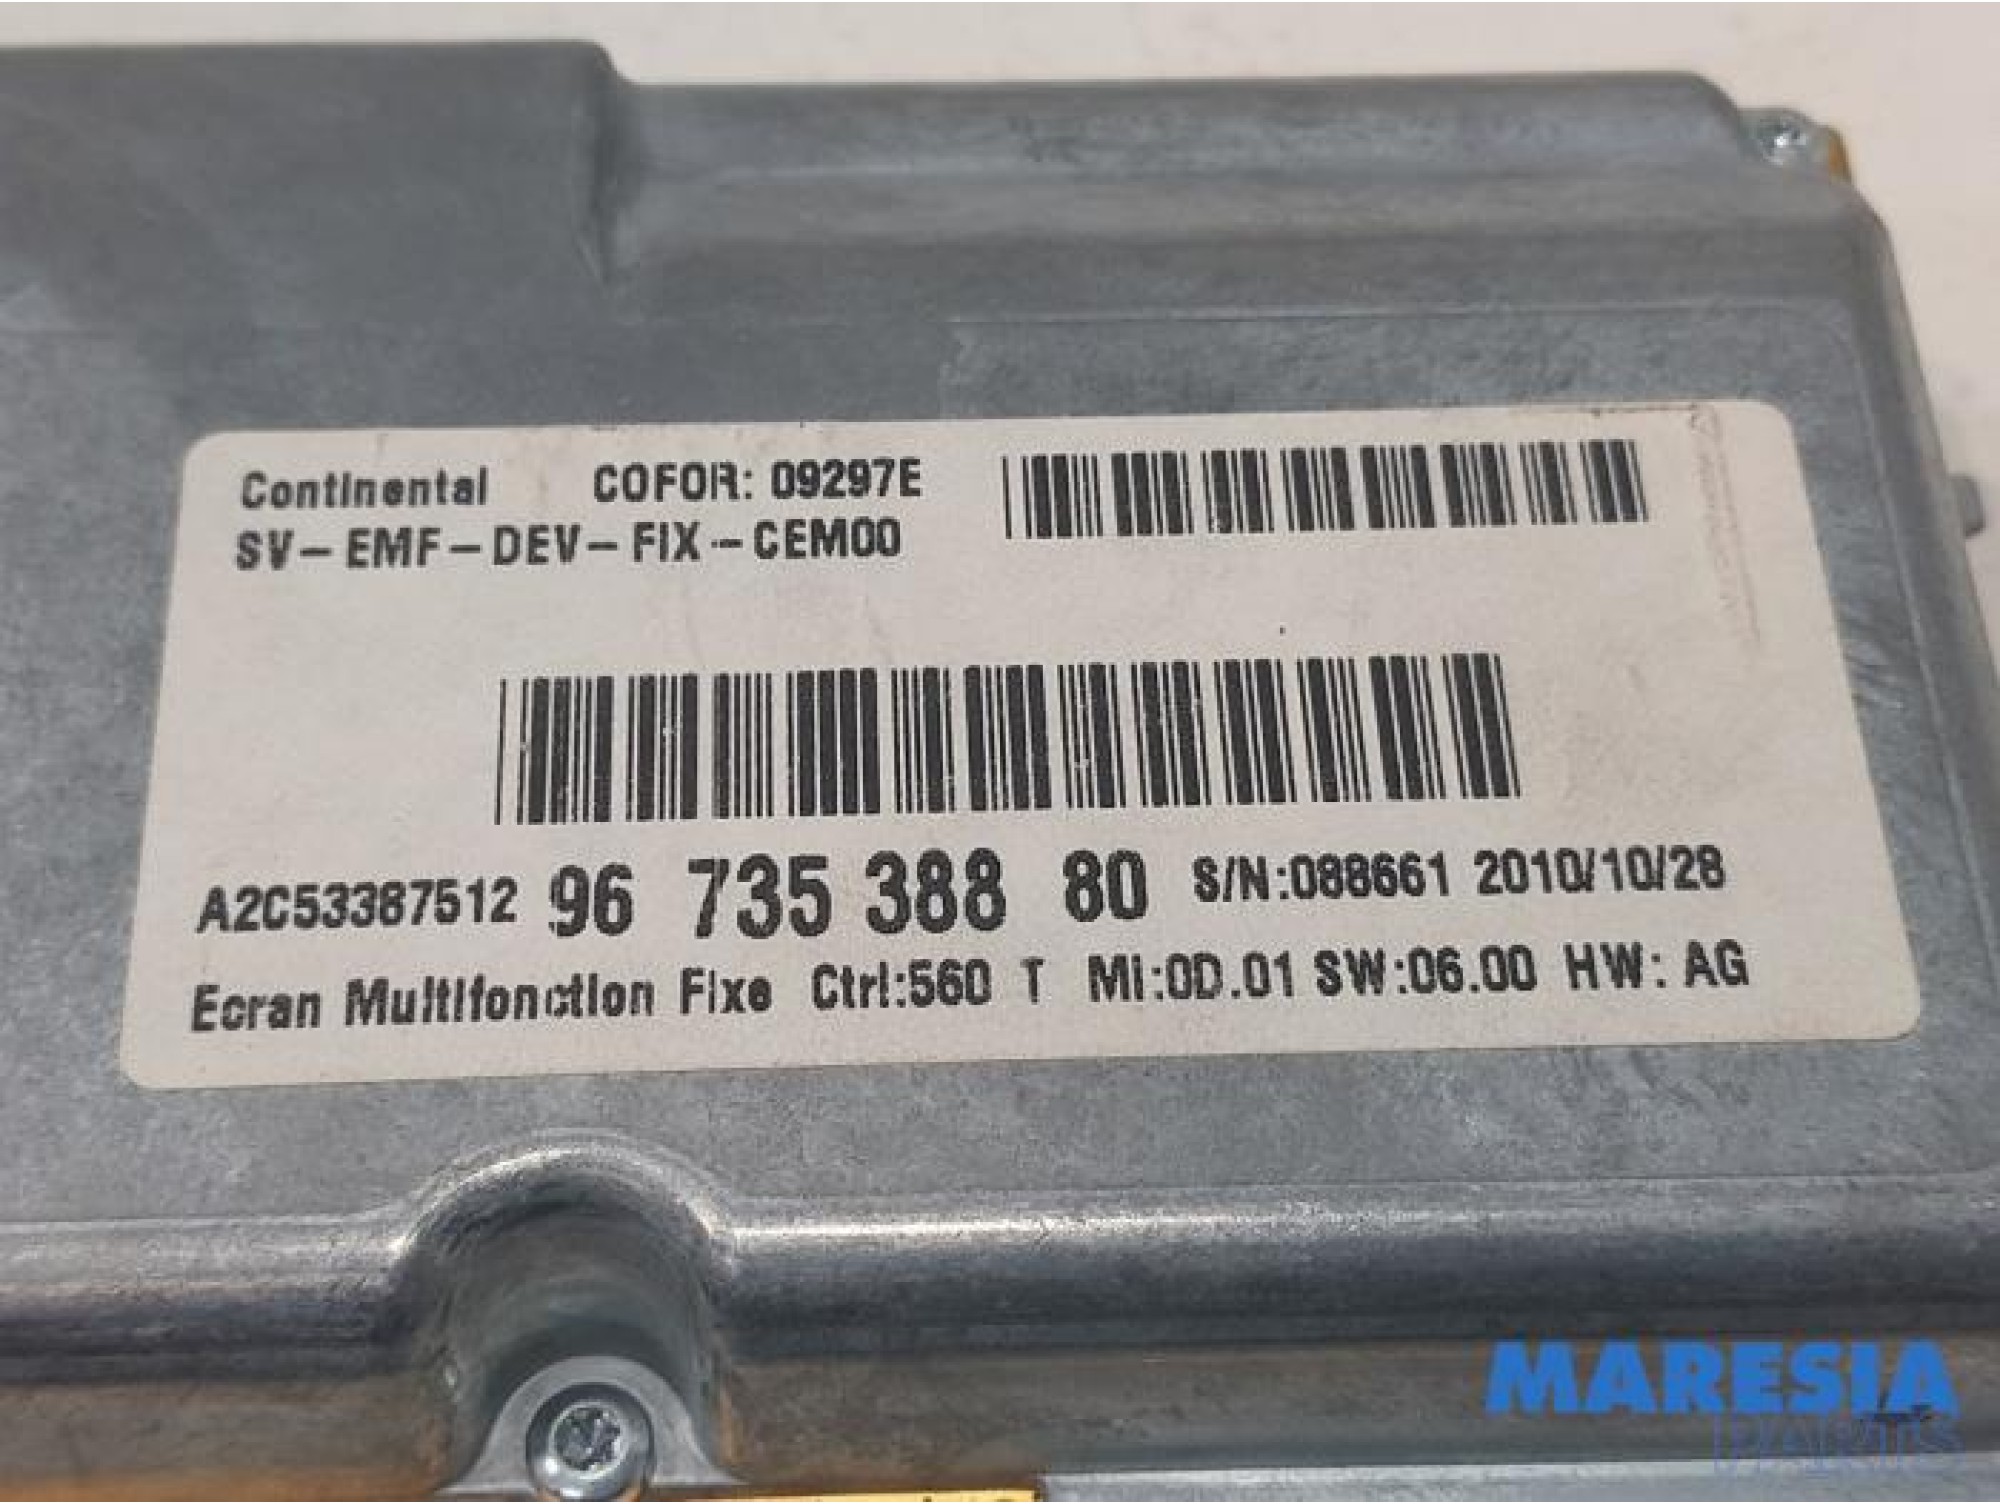 Continental COFOR: 09297E
SV-EMF-DEV-FIX--CEM00
A2C53387512 96 735 388 80 S/N:088661 2010/10/28
Ecran Multifonction Fixe Ctrl:560 T MI:0D.01 SW:06.00 HW: AG
MARESIA
PARTS